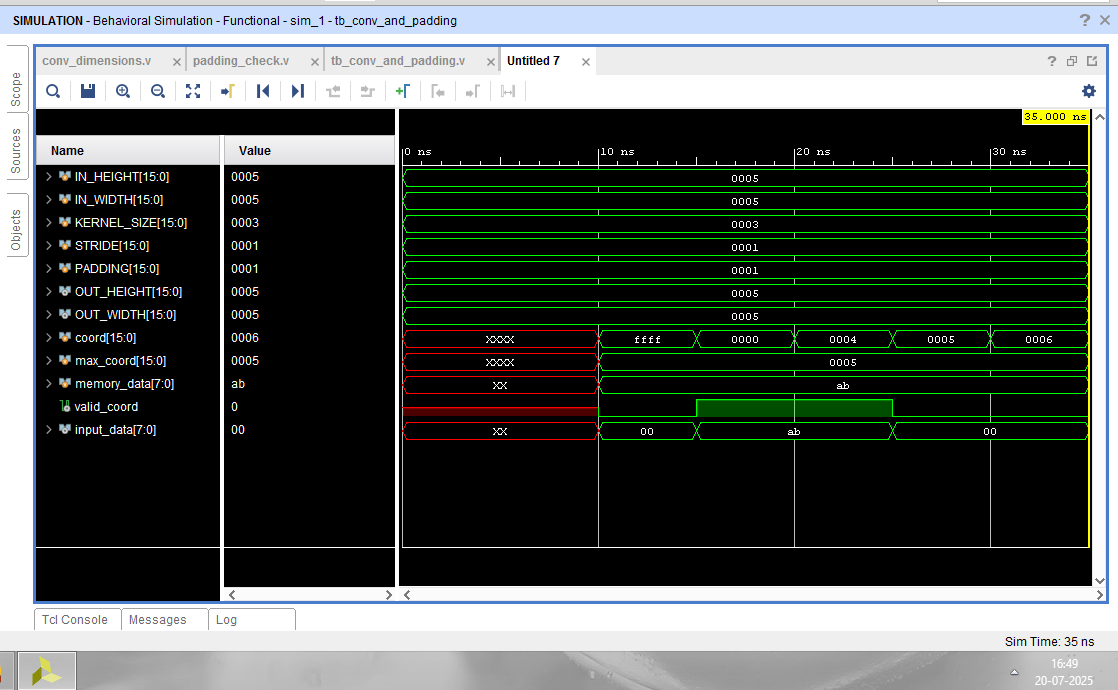 SIMULATION - Behavioral Simulation - Functional - sim_1 - tb_conv_and_padding ? ×
conv_dimensions.v × padding_check.v × tb_conv_and_padding.v × Untitled 7 × ?
Scope
Sources
Objects
35.000 ns
Name Value
0 ns 10 ns 20 ns 30 ns
IN_HEIGHT[15:0] 0005 0005
IN_WIDTH[15:0] 0005 0005
KERNEL_SIZE[15:0] 0003 0003
STRIDE[15:0] 0001 0001
PADDING[15:0] 0001 0001
OUT_HEIGHT[15:0] 0005 0005
OUT_WIDTH[15:0] 0005 0005
coord[15:0] 0006 XXXX ffff 0000 0004 0005 0006
max_coord[15:0] 0005 XXXX 0005
memory_data[7:0] ab XX ab
valid_coord 0
input_data[7:0] 00 XX 00 ab 00
Tcl Console Messages Log
Sim Time: 35 ns
16:49
20-07-2025